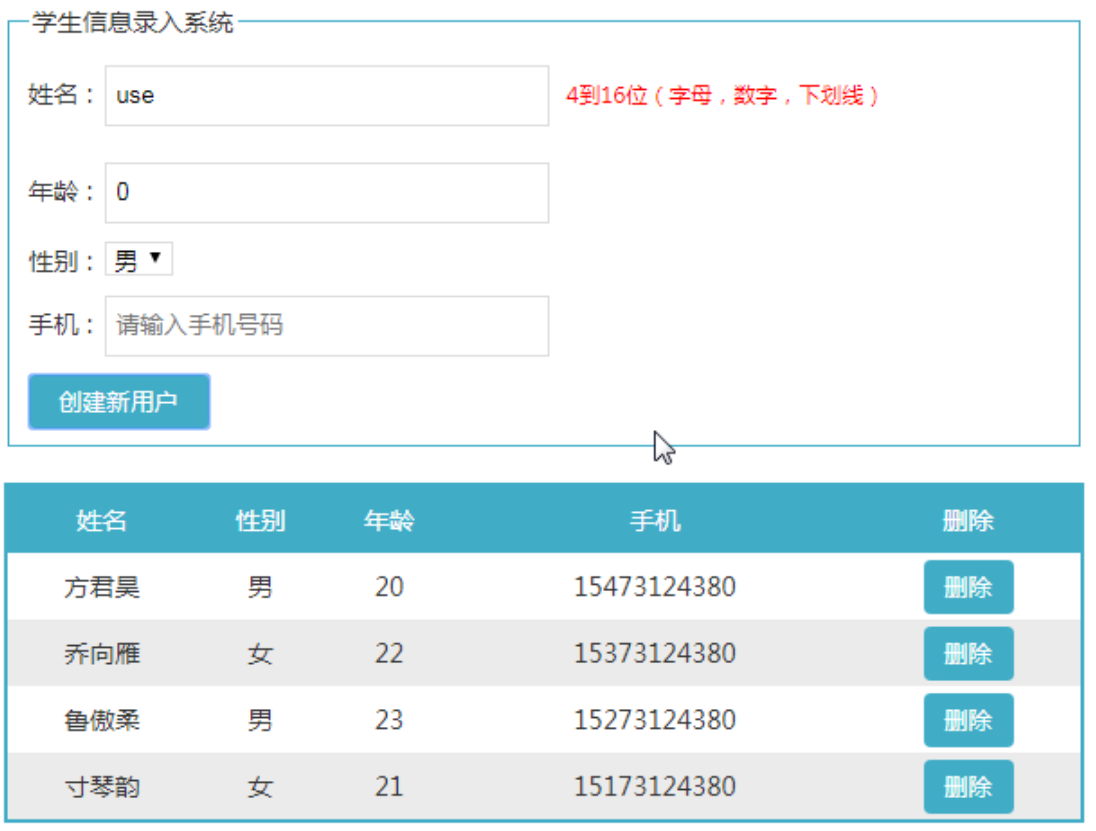 学生信息录入系统
姓名： use 4到16位（字母，数字，下划线）
年龄： 0
性别： 男
手机： 请输入手机号码
创建新用户
姓名 性别 年龄 手机 删除
方君昊 男 20 15473124380 删除
乔向雁 女 22 15373124380 删除
鲁傲柔 男 23 15273124380 删除
寸琴韵 女 21 15173124380 删除